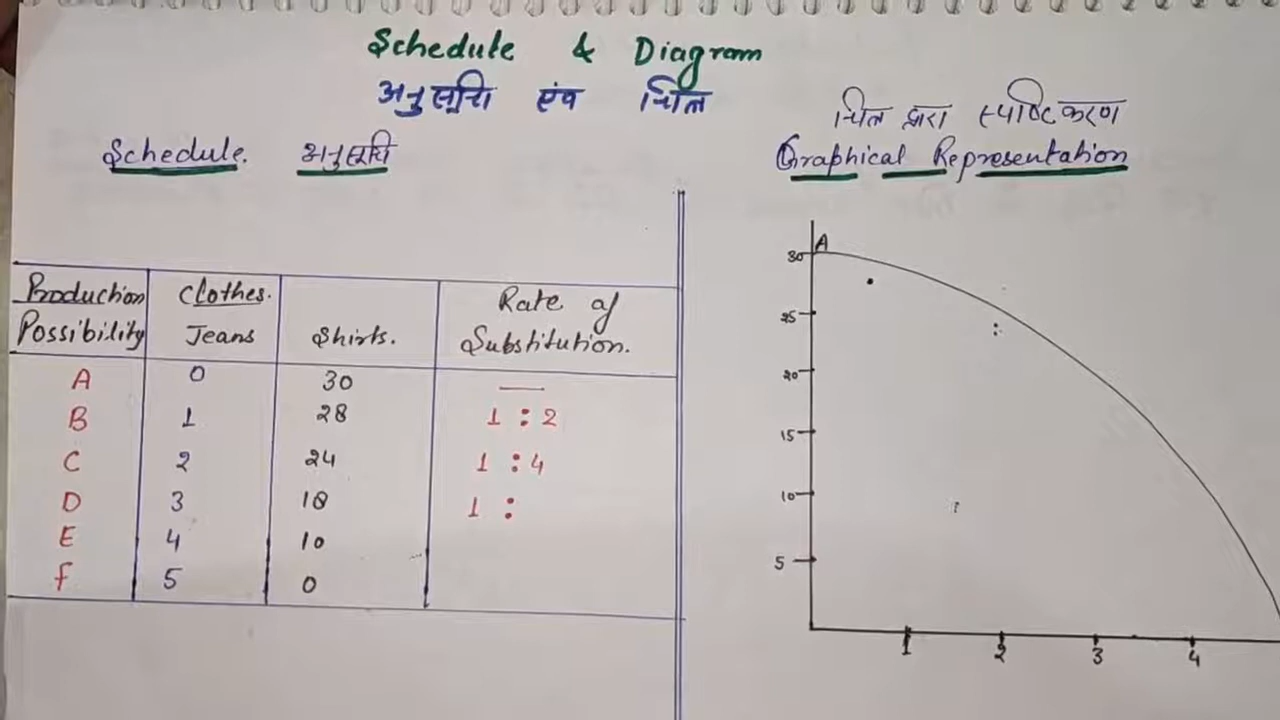 Schedule & Diagram
अनुसूचि एंव चित्र
Schedule. अनुसूचि
चित्र द्वारा स्पष्टिकरण
Graphical Representation
Production Possibility Clothes. Jeans Shirts. Rate of Substitution.
A 0 30 —
B 1 28 1 : 2
C 2 24 1 : 4
D 3 18 1 :
E 4 10
f 5 0
A
30
25
20
15
10
5
1 2 3 4